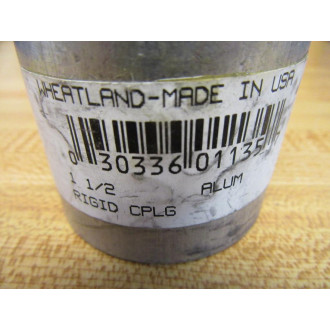 WHEATLAND-MADE IN USA
0 30336 01135
1 1/2 ALUM
RIGID CPLG